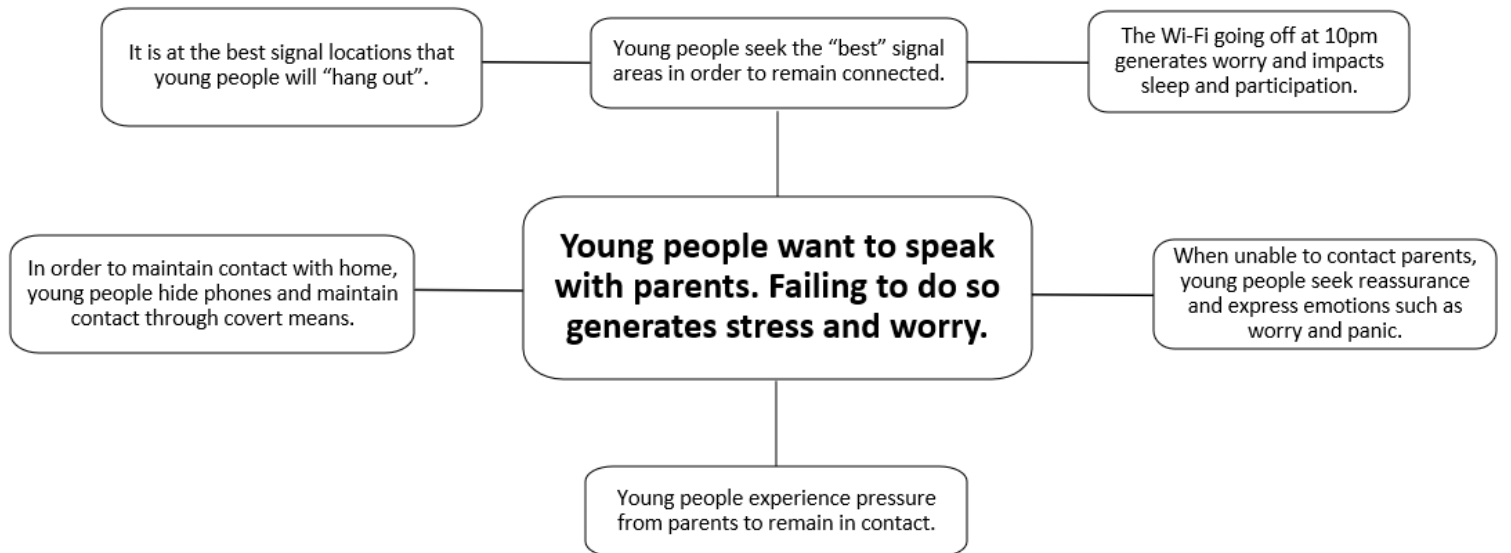 It is at the best signal locations that
young people will “hang out”.
Young people seek the “best” signal
areas in order to remain connected.
The Wi-Fi going off at 10pm
generates worry and impacts
sleep and participation.
In order to maintain contact with home,
young people hide phones and maintain
contact through covert means.
Young people want to speak
with parents. Failing to do so
generates stress and worry.
When unable to contact parents,
young people seek reassurance
and express emotions such as
worry and panic.
Young people experience pressure
from parents to remain in contact.